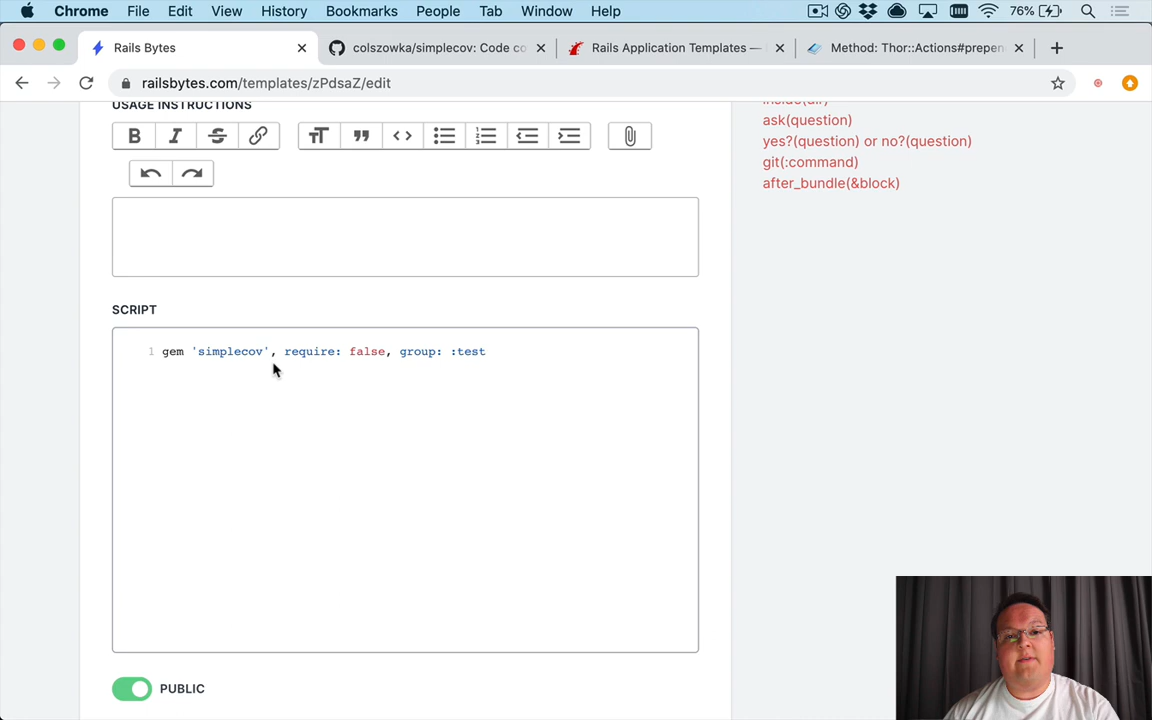 Chrome File Edit View History Bookmarks People Tab Window Help 76%
Rails Bytes
colszowka/simplecov: Code co
Rails Application Templates —
Method: Thor::Actions#prepen
railsbytes.com/templates/zPdsaZ/edit
USAGE INSTRUCTIONS
inside(dir)
ask(question)
yes?(question) or no?(question)
git(:command)
after_bundle(&block)
SCRIPT
1 gem 'simplecov', require: false, group: :test
PUBLIC